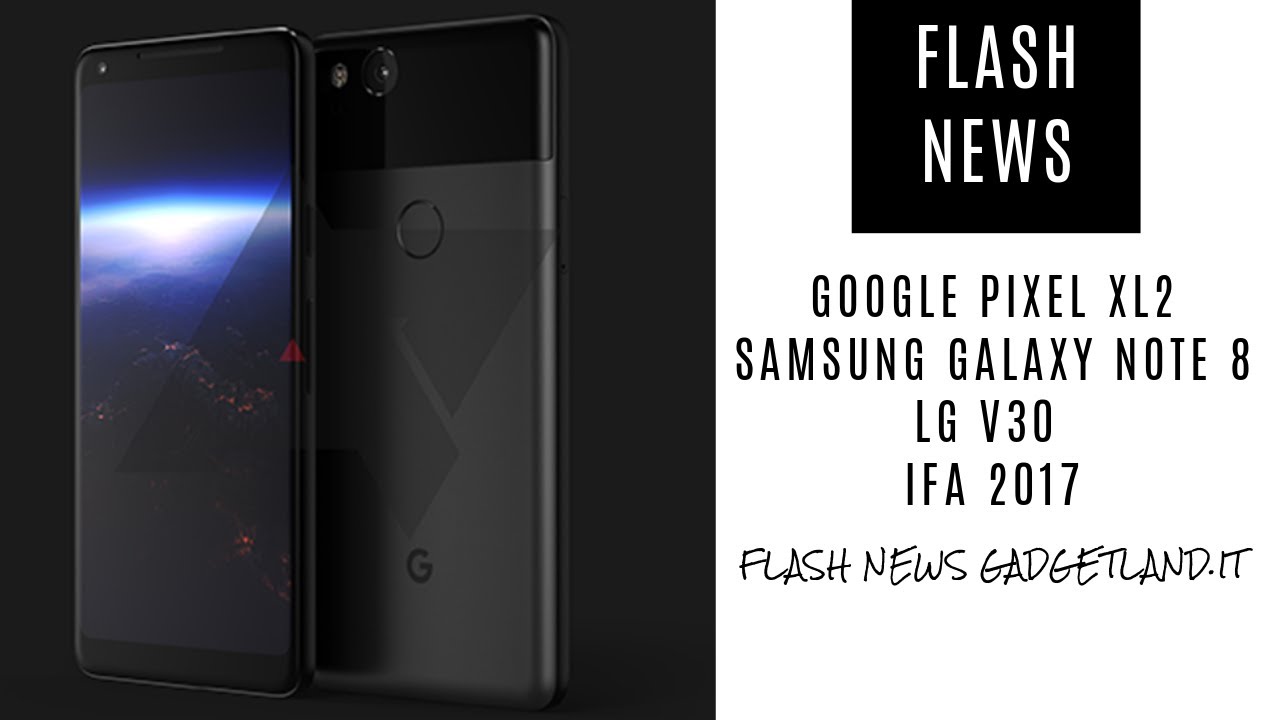 FLASH
NEWS
GOOGLE PIXEL XL2
SAMSUNG GALAXY NOTE 8
LG V30
IFA 2017
FLASH NEWS GADGETLAND.IT
G